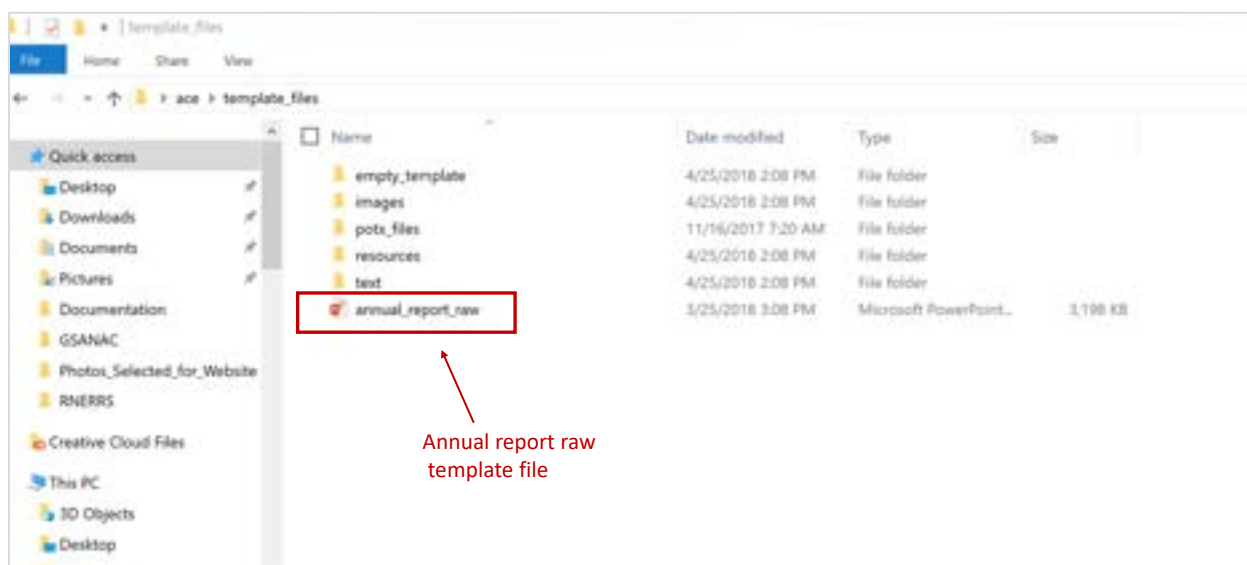 template_files
File Home Share View
ace template_files
Name Date modified Type Size
Quick access
Desktop
Downloads
Documents
Pictures
Documentation
GSANAC
Photos_Selected_for_Website
RNERRS
Creative Cloud Files
This PC
3D Objects
Desktop
empty_template 4/25/2018 2:08 PM File folder
images 4/25/2018 2:08 PM File folder
potx_files 11/16/2017 7:20 AM File folder
resources 4/25/2018 2:08 PM File folder
text 4/25/2018 2:08 PM File folder
annual_report_raw 3/25/2018 3:08 PM Microsoft PowerPoint... 3,198 KB
Annual report raw
template file